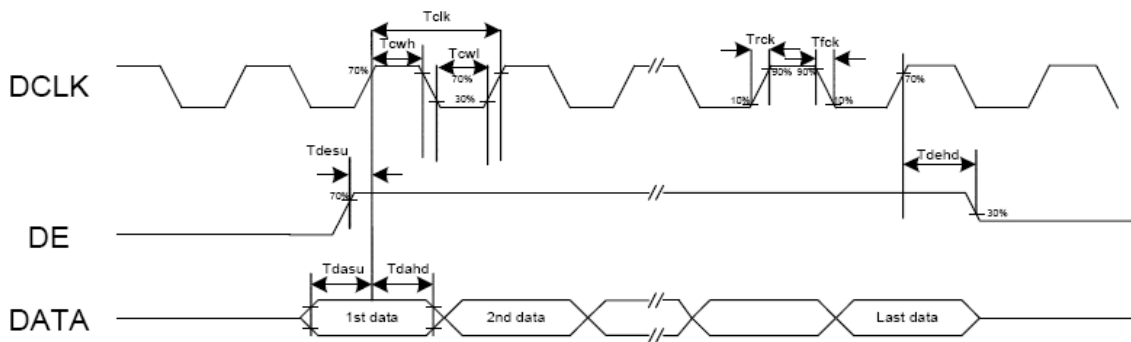 Tclk
Tcwh Tcwl Trck Tfck
DCLK 70% 70% 90% 90% 70%
30% 10% 10%
Tdesu Tdehd
70%
DE 30%
Tdasu Tdahd
DATA 1st data 2nd data Last data